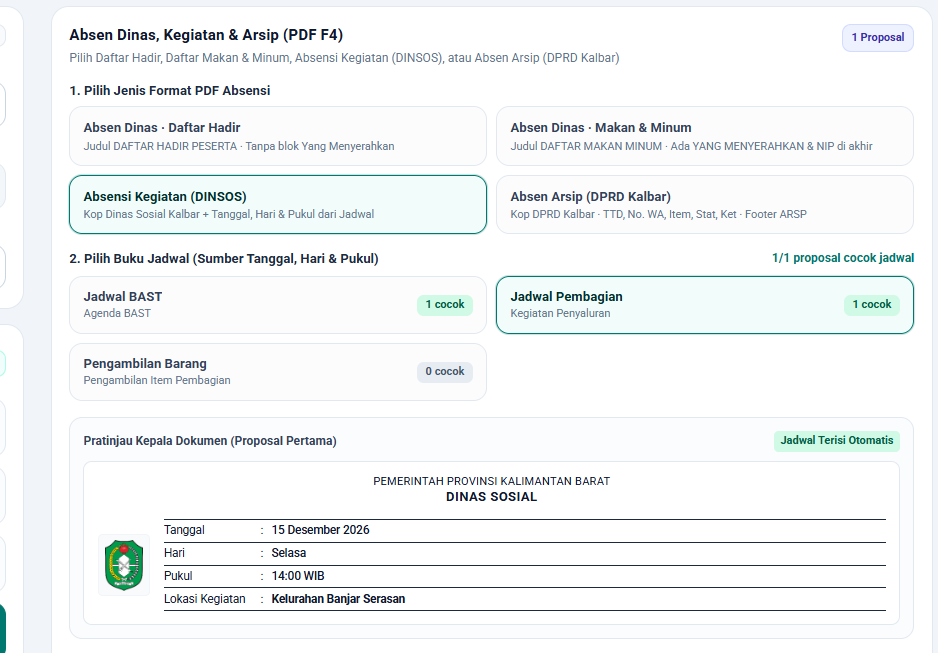 Absen Dinas, Kegiatan & Arsip (PDF F4)
1 Proposal
Pilih Daftar Hadir, Daftar Makan & Minum, Absensi Kegiatan (DINSOS), atau Absen Arsip (DPRD Kalbar)
1. Pilih Jenis Format PDF Absensi
Absen Dinas · Daftar Hadir
Judul DAFTAR HADIR PESERTA · Tanpa blok Yang Menyerahkan
Absen Dinas · Makan & Minum
Judul DAFTAR MAKAN MINUM · Ada YANG MENYERAHKAN & NIP di akhir
Absensi Kegiatan (DINSOS)
Kop Dinas Sosial Kalbar + Tanggal, Hari & Pukul dari Jadwal
Absen Arsip (DPRD Kalbar)
Kop DPRD Kalbar · TTD, No. WA, Item, Stat, Ket · Footer ARSP
2. Pilih Buku Jadwal (Sumber Tanggal, Hari & Pukul)
1/1 proposal cocok jadwal
Jadwal BAST
Agenda BAST
1 cocok
Jadwal Pembagian
Kegiatan Penyaluran
1 cocok
Pengambilan Barang
Pengambilan Item Pembagian
0 cocok
Pratinjau Kepala Dokumen (Proposal Pertama)
Jadwal Terisi Otomatis
PEMERINTAH PROVINSI KALIMANTAN BARAT
DINAS SOSIAL
Tanggal : 15 Desember 2026
Hari : Selasa
Pukul : 14:00 WIB
Lokasi Kegiatan : Kelurahan Banjar Serasan